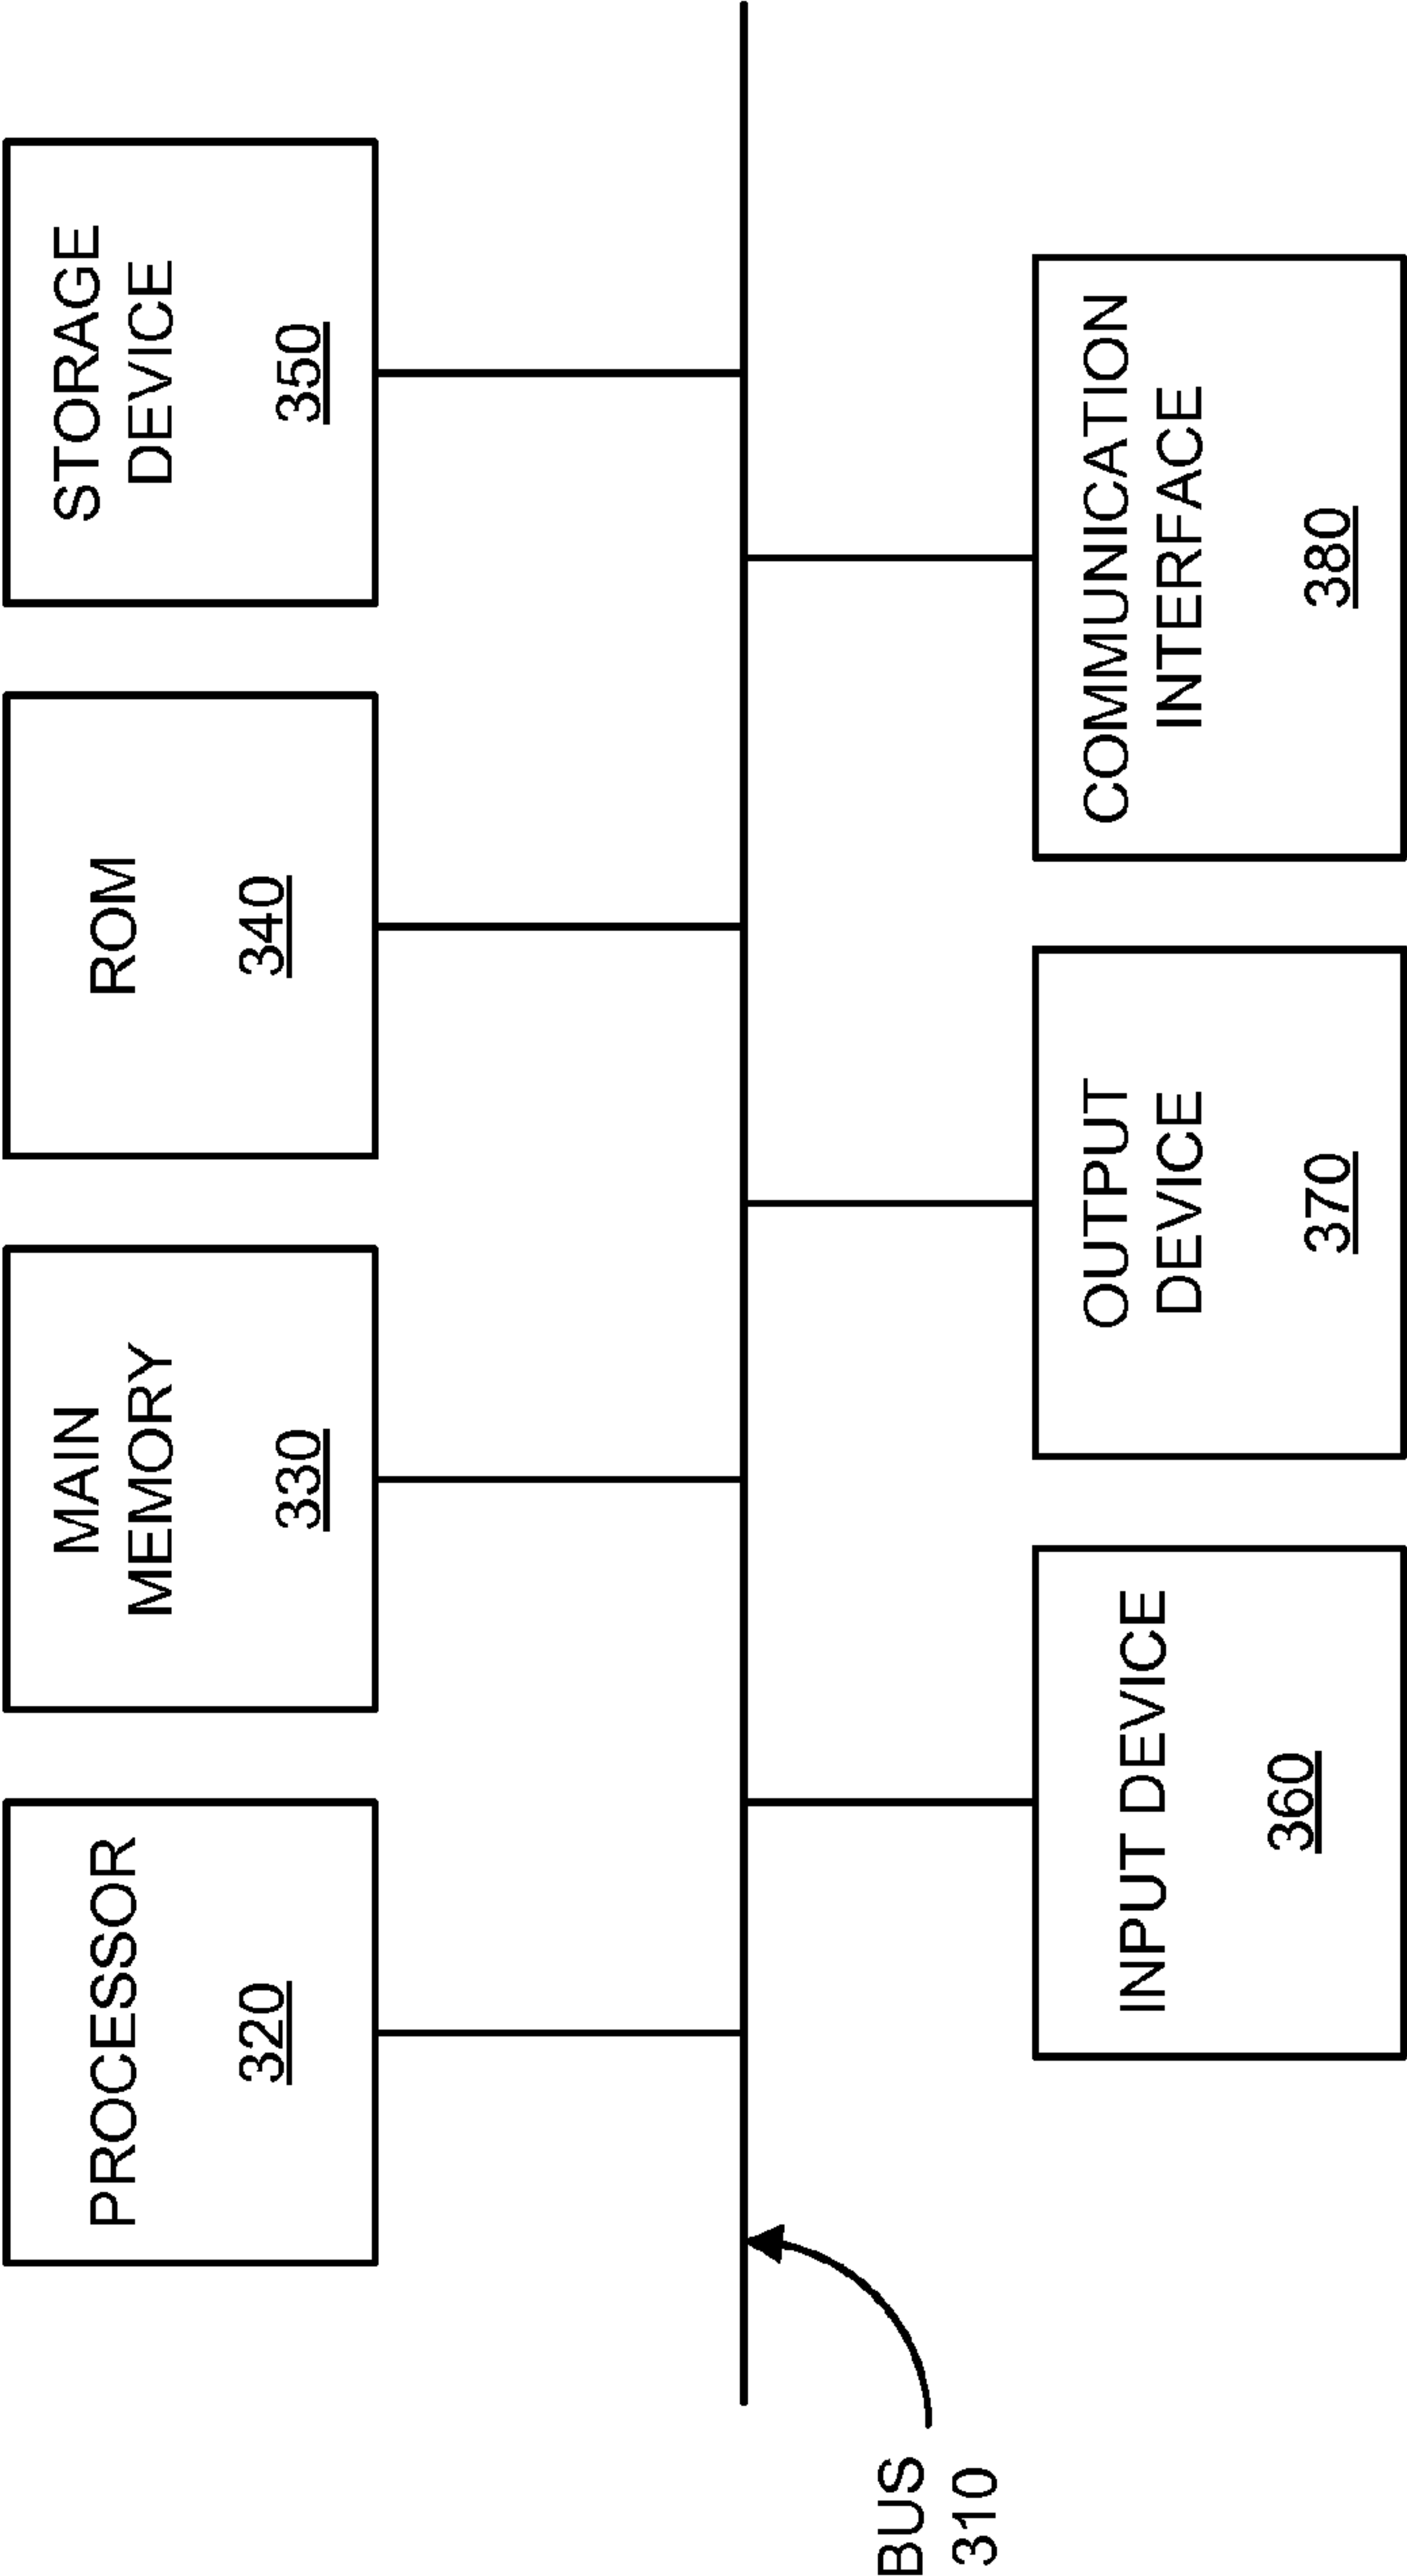 PROCESSOR
320
MAIN
MEMORY
330
ROM
340
STORAGE
DEVICE
350
BUS
310
INPUT DEVICE
360
OUTPUT
DEVICE
370
COMMUNICATION
INTERFACE
380